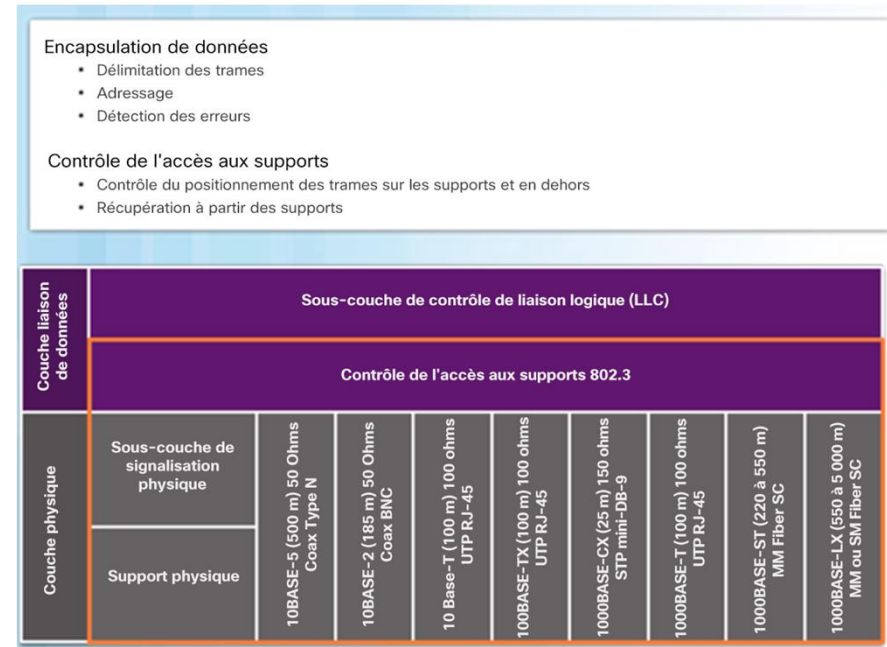 Encapsulation de données
• Délimitation des trames
• Adressage
• Détection des erreurs
Contrôle de l'accès aux supports
• Contrôle du positionnement des trames sur les supports et en dehors
• Récupération à partir des supports
Couche liaison
de données
Sous-couche de contrôle de liaison logique (LLC)
Contrôle de l'accès aux supports 802.3
Couche physique
Sous-couche de
signalisation
physique
Support physique
10BASE-5 (500 m) 50 Ohms
Coax Type N
10BASE-2 (185 m) 50 Ohms
Coax BNC
10 Base-T (100 m) 100 ohms
UTP RJ-45
100BASE-TX (100 m) 100 ohms
UTP RJ-45
1000BASE-CX (25 m) 150 ohms
STP mini-DB-9
1000BASE-T (100 m) 100 ohms
UTP RJ-45
1000BASE-ST (220 à 550 m)
MM Fiber SC
1000BASE-LX (550 à 5 000 m)
MM ou SM Fiber SC